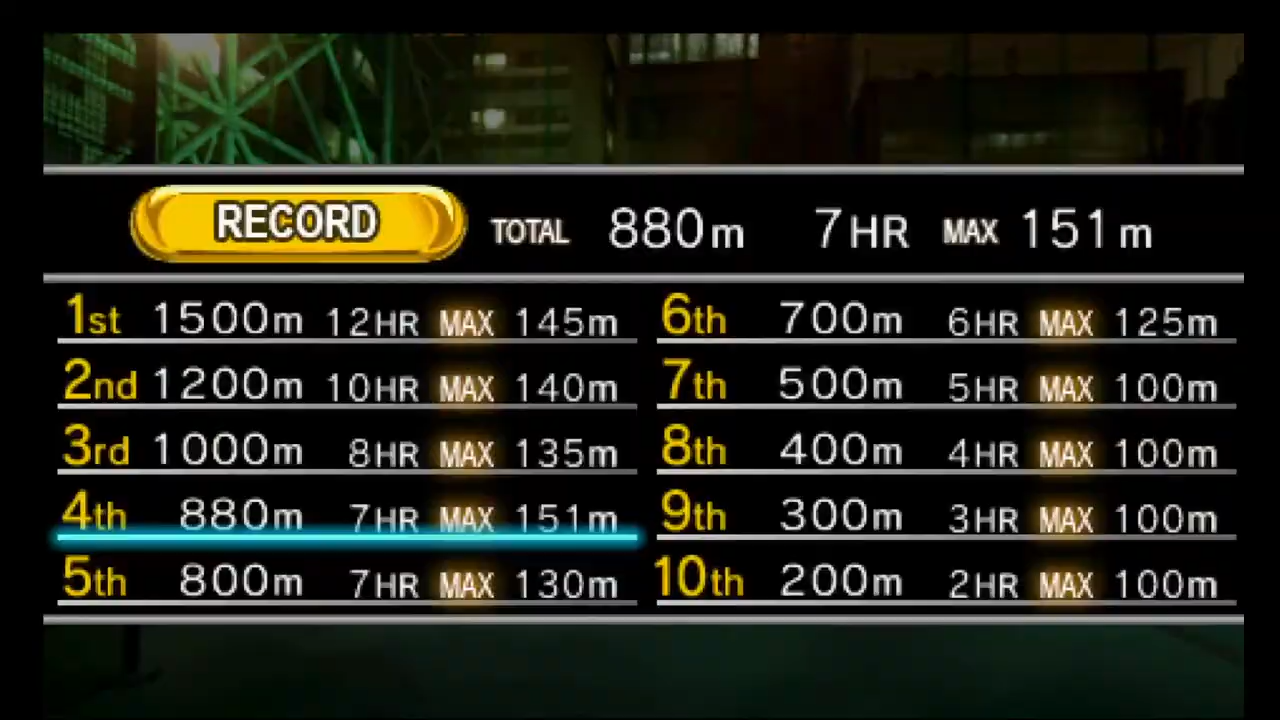 RECORD TOTAL 880m 7HR MAX 151m
1st 1500m 12HR MAX 145m
2nd 1200m 10HR MAX 140m
3rd 1000m 8HR MAX 135m
4th 880m 7HR MAX 151m
5th 800m 7HR MAX 130m
6th 700m 6HR MAX 125m
7th 500m 5HR MAX 100m
8th 400m 4HR MAX 100m
9th 300m 3HR MAX 100m
10th 200m 2HR MAX 100m